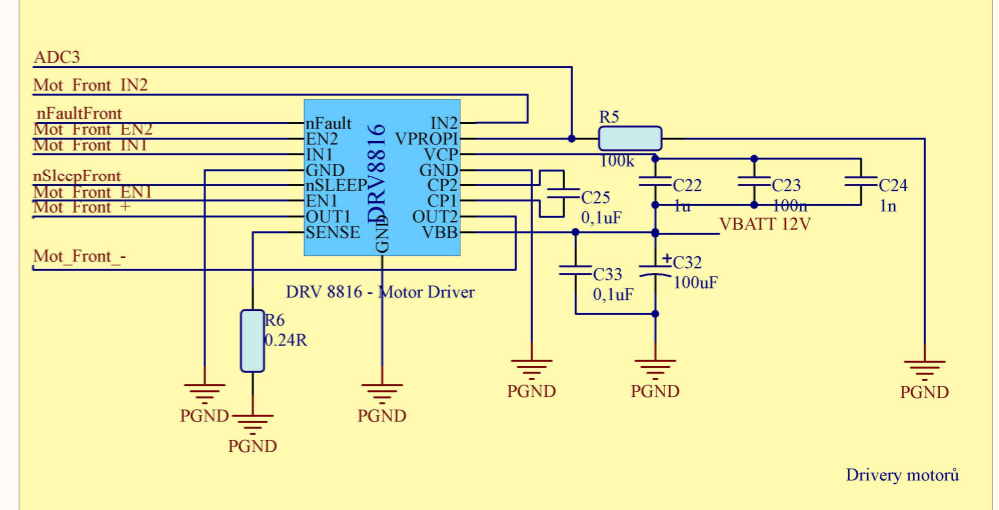 ADC3
Mot_Front_IN2
nFaultFront
Mot_Front_EN2
Mot_Front_IN1
nSleepFront
Mot_Front_EN1
Mot_Front_+
Mot_Front_-
nFault
EN2
IN1
GND
nSLEEP
EN1
OUT1
SENSE
DRV8816
GND
IN2
VPROPI
VCP
GND
CP2
CP1
OUT2
VBB
DRV 8816 - Motor Driver
R5
100k
C22
1u
C23
100n
C24
1n
C25
0,1uF
VBATT 12V
C33
0,1uF
+
C32
100uF
R6
0.24R
PGND
PGND
PGND
PGND
PGND
PGND
Drivery motorů